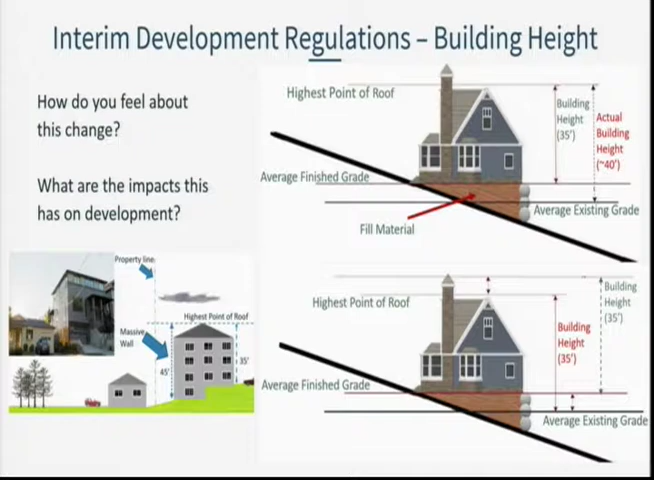 Interim Development Regulations – Building Height
How do you feel about
this change?
What are the impacts this
has on development?
Highest Point of Roof
Building
Height
(35')
Actual
Building
Height
(~40')
Average Finished Grade
Average Existing Grade
Fill Material
Property line
Highest Point of Roof
Massive
Wall
45'
35'
Highest Point of Roof
Building
Height
(35')
Building
Height
(35')
Average Finished Grade
Average Existing Grade